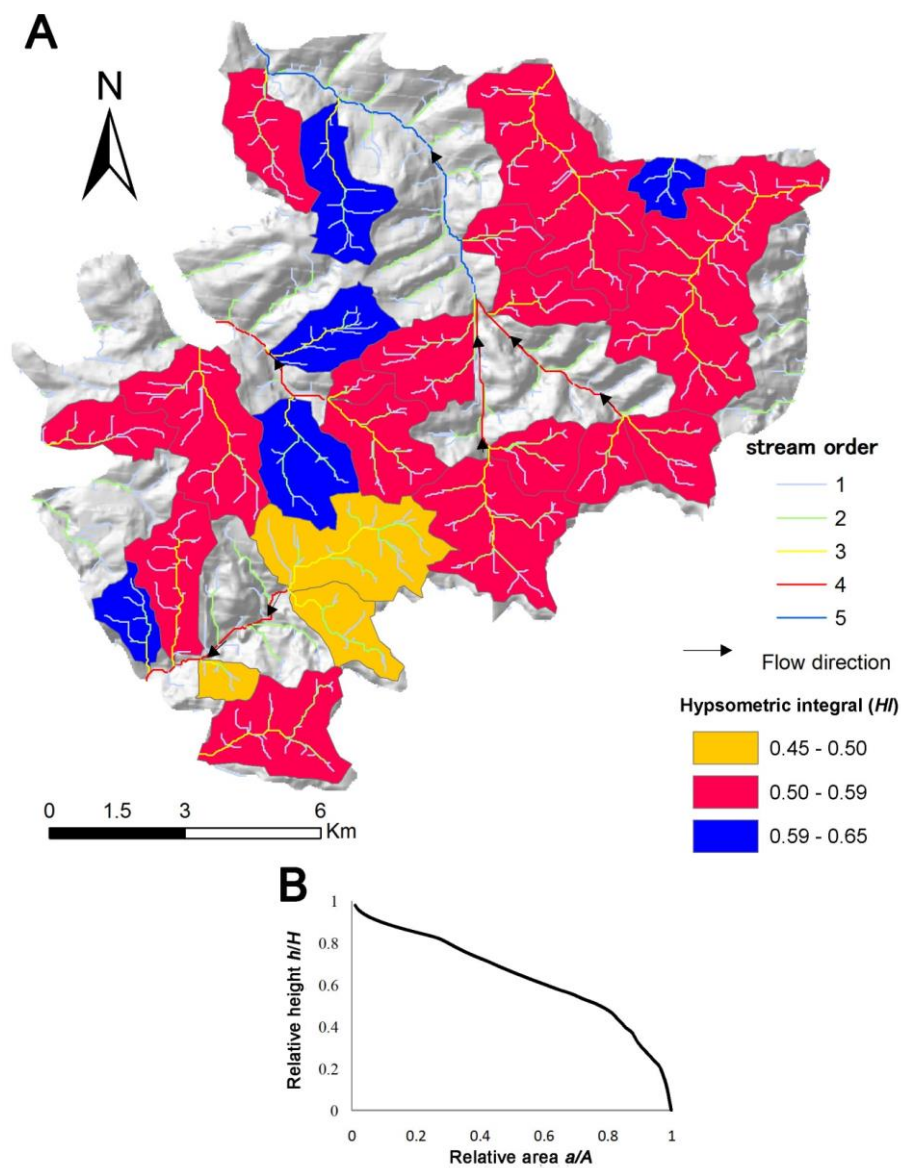 A
N
stream order
1
2
3
4
5
Flow direction
Hypsometric integral (HI)
0.45 - 0.50
0.50 - 0.59
0.59 - 0.65
0 1.5 3 6
Km
B
Relative height h/H
1
0.8
0.6
0.4
0.2
0
0 0.2 0.4 0.6 0.8 1
Relative area a/A